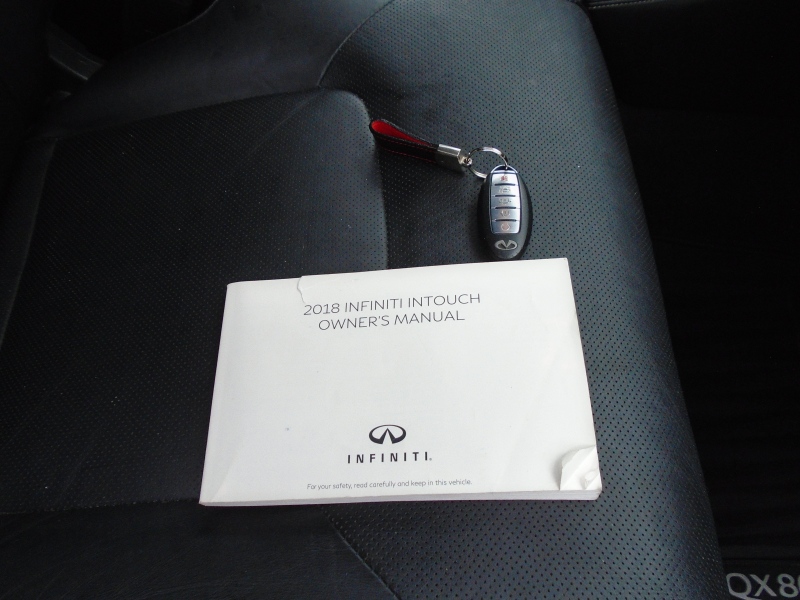 2018 INFINITI INTOUCH
OWNER'S MANUAL
INFINITI®
For your safety, read carefully and keep in this vehicle.
QX80